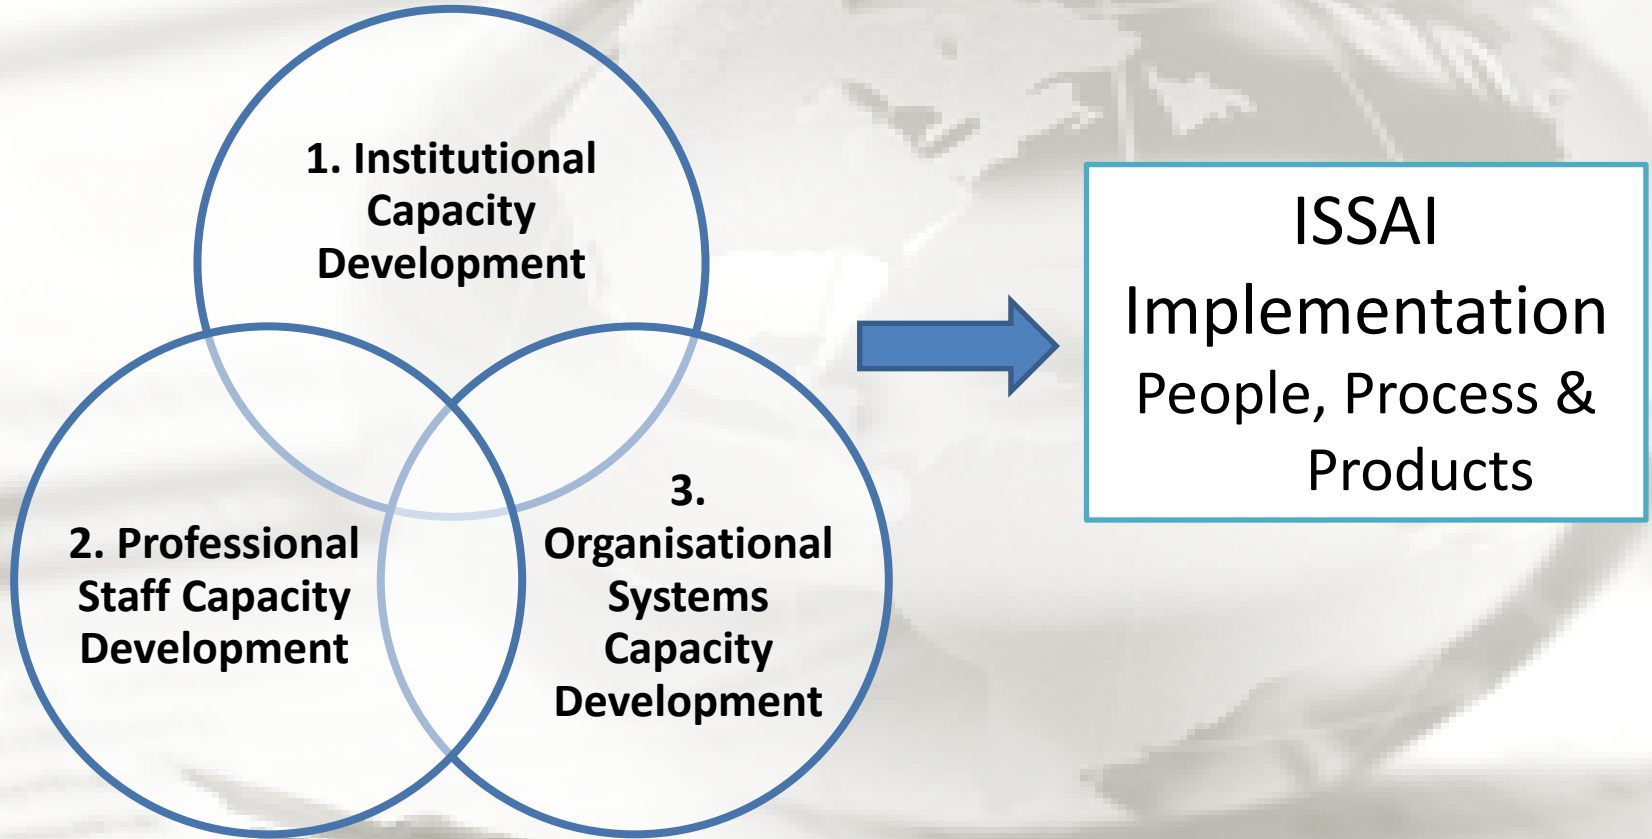 1. Institutional
Capacity
Development
2. Professional
Staff Capacity
Development
3.
Organisational
Systems
Capacity
Development
ISSAI
Implementation
People, Process &
Products